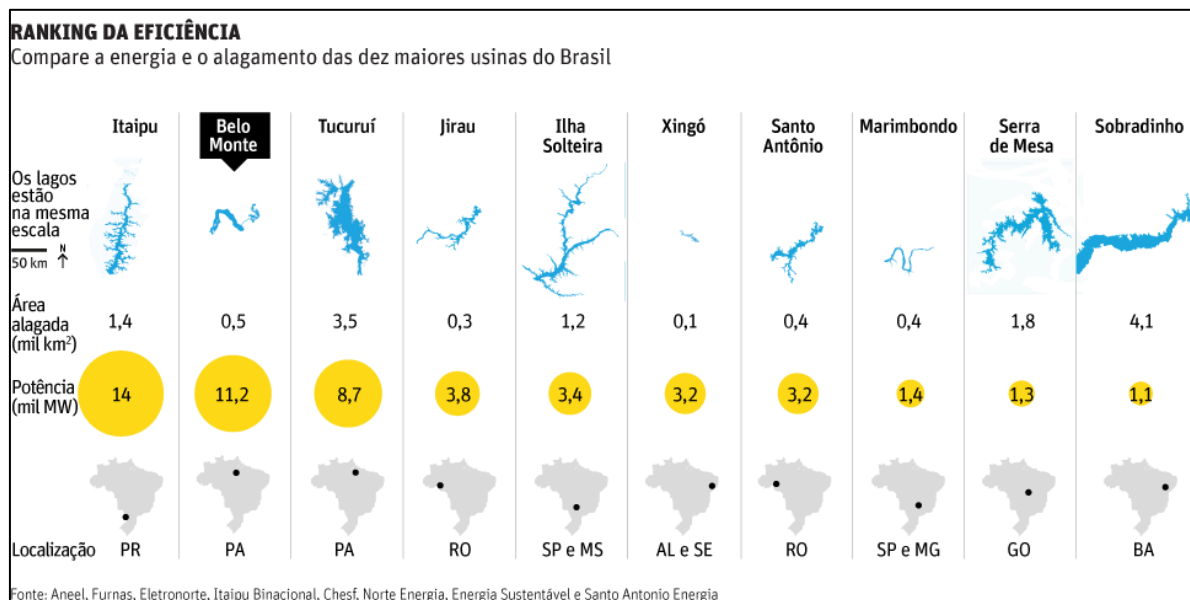 RANKING DA EFICIÊNCIA
Compare a energia e o alagamento das dez maiores usinas do Brasil
Itaipu
Belo
Monte
Tucuruí
Jirau
Ilha
Solteira
Xingó
Santo
Antônio
Marimbondo
Serra
de Mesa
Sobradinho
Os lagos
estão
na mesma
escala
N
50 km
Área
alagada
(mil km²)
1,4 0,5 3,5 0,3 1,2 0,1 0,4 0,4 1,8 4,1
Potência
(mil MW)
14 11,2 8,7 3,8 3,4 3,2 3,2 1,4 1,3 1,1
Localização PR PA PA RO SP e MS AL e SE RO SP e MG GO BA
Fonte: Aneel, Furnas, Eletronorte, Itaipu Binacional, Chesf, Norte Energia, Energia Sustentável e Santo Antonio Energia